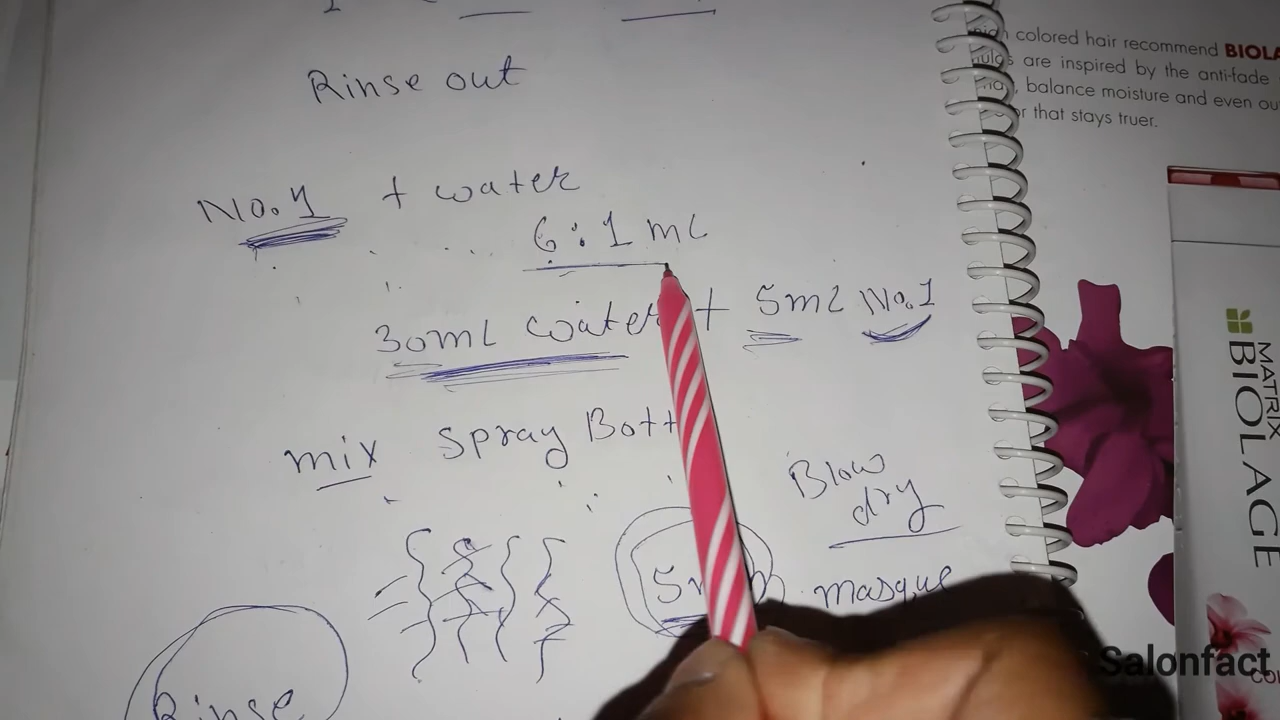 Rinse out
No.1 + water
6:1 ml
30ml water + 5ml No.1
mix spray Bott
Blow
dry
masque
Rinse
colored hair recommend BIOLA
are inspired by the anti-fade
balance moisture and even ou
that stays truer.
MATRIX
BIOLAGE
Salonfact